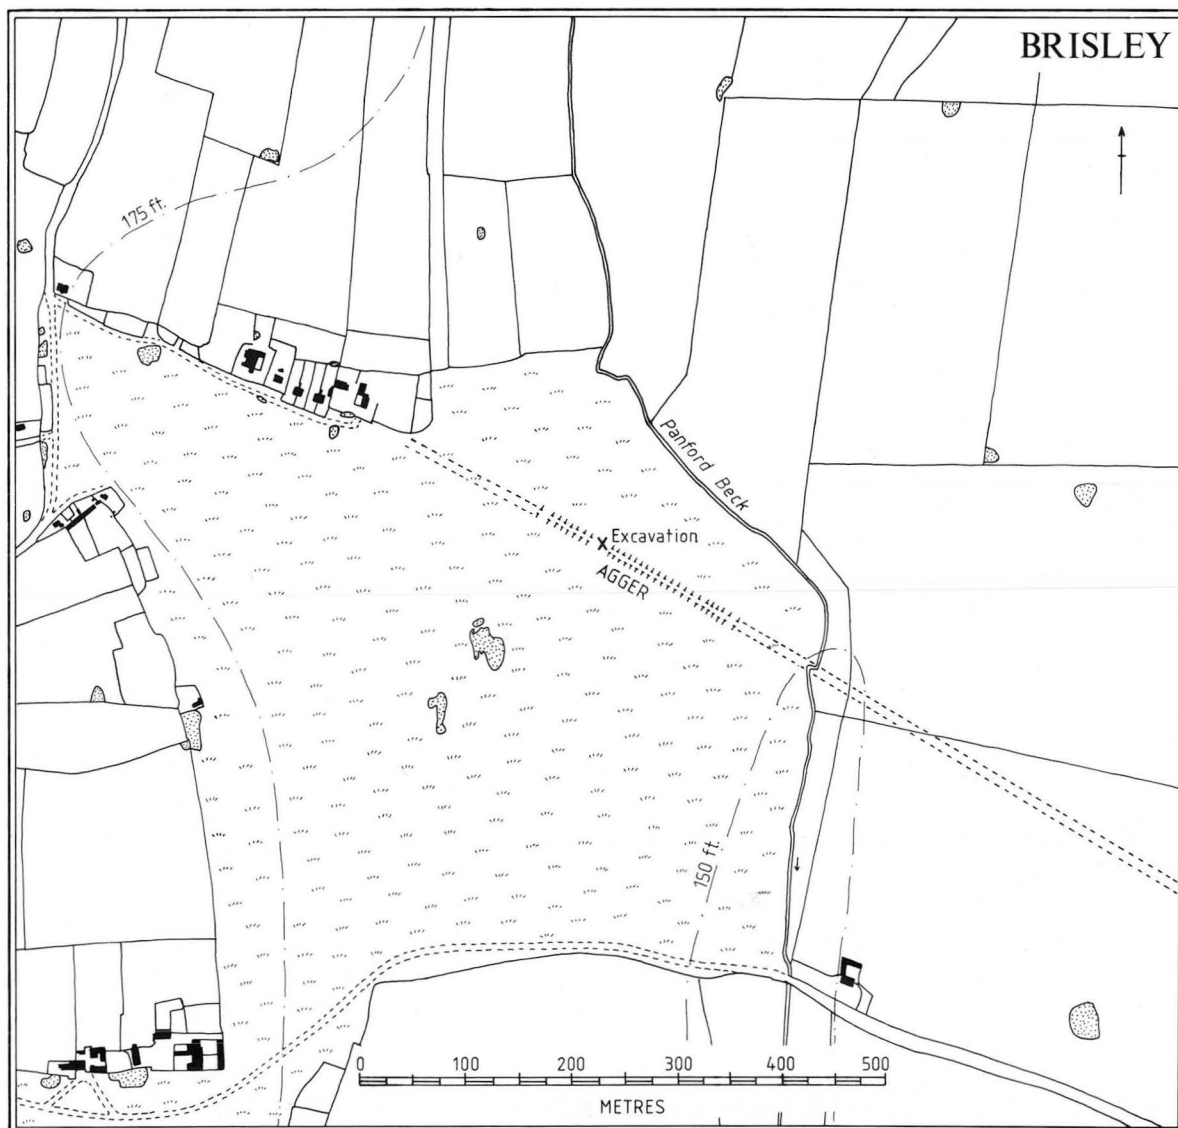 BRISLEY
175 ft.
Panford Beck
Excavation
AGGER
150 ft.
0 100 200 300 400 500
METRES